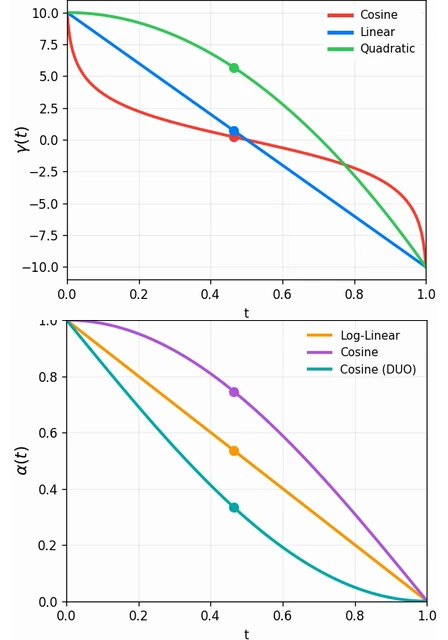 10.0
7.5
5.0
2.5
0.0
−2.5
−5.0
−7.5
−10.0
γ(t)
Cosine
Linear
Quadratic
0.0 0.2 0.4 0.6 0.8 1.0
t
1.0
0.8
0.6
0.4
0.2
0.0
α(t)
Log-Linear
Cosine
Cosine (DUO)
0.0 0.2 0.4 0.6 0.8 1.0
t